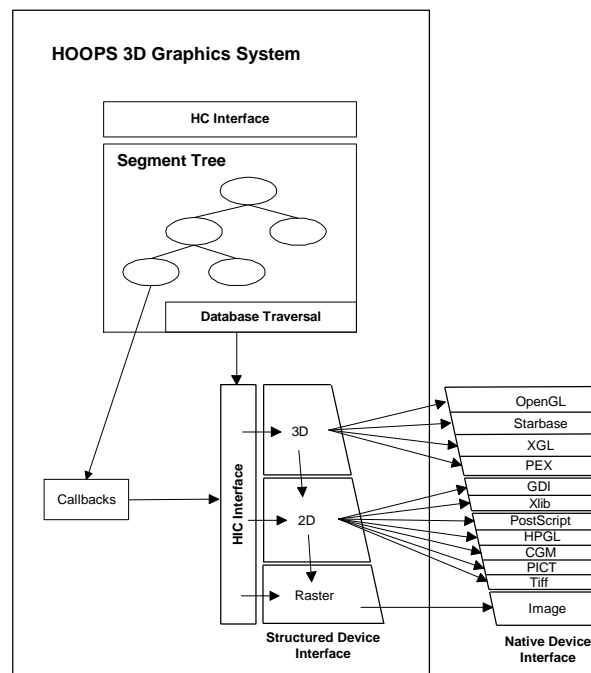 HOOPS 3D Graphics System
HC Interface
Segment Tree
Database Traversal
Callbacks
HIC Interface
3D
2D
Raster
Structured Device
Interface
OpenGL
Starbase
XGL
PEX
GDI
Xlib
PostScript
HPGL
CGM
PICT
Tiff
Image
Native Device
Interface